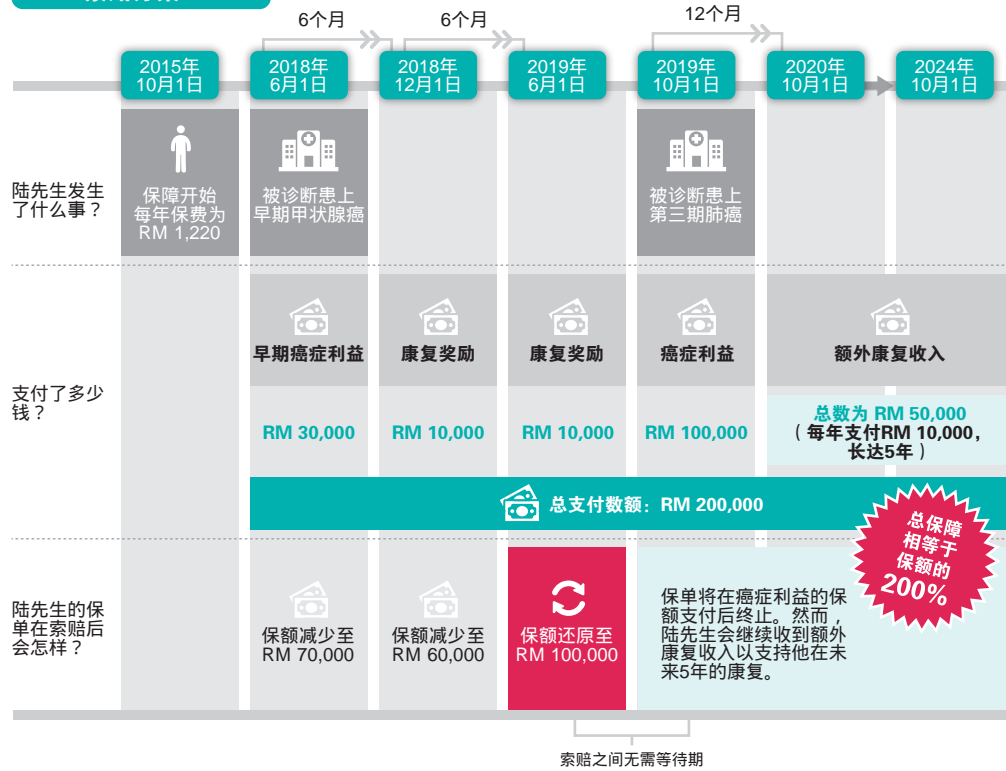 6个月
6个月
12个月
2015年
10月1日
2018年
6月1日
2018年
12月1日
2019年
6月1日
2019年
10月1日
2020年
10月1日
2024年
10月1日
陆先生发生
了什么事？
保障开始
每年保费为
RM 1,220
被诊断患上
早期甲状腺癌
被诊断患上
第三期肺癌
支付了多少
钱？
早期癌症利益
康复奖励
康复奖励
癌症利益
额外康复收入
RM 30,000
RM 10,000
RM 10,000
RM 100,000
总数为 RM 50,000
（每年支付RM 10,000，
长达5年）
总支付数额：RM 200,000
总保障
相等于
保额的
200%
陆先生的保
单在索赔后
会怎样？
保额减少至
RM 70,000
保额减少至
RM 60,000
保额还原至
RM 100,000
保单将在癌症利益的保
额支付后终止。然而，
陆先生会继续收到额外
康复收入以支持他在未
来5年的康复。
索赔之间无需等待期